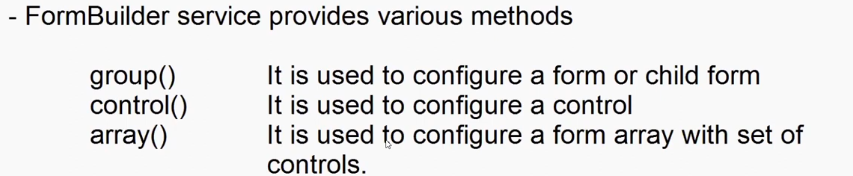 - FormBuilder service provides various methods
group() It is used to configure a form or child form
control() It is used to configure a control
array() It is used to configure a form array with set of
controls.